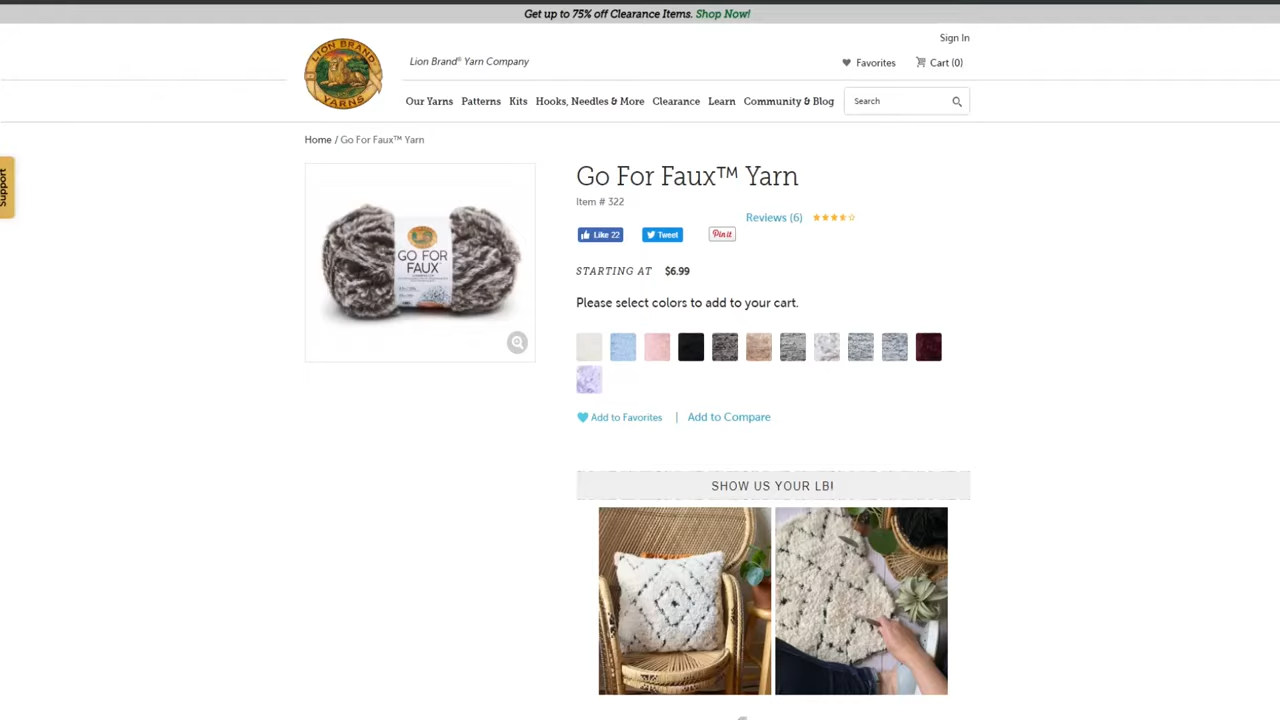 Get up to 75% off Clearance Items. Shop Now!
Sign In
LION BRAND
YARNS
Lion Brand® Yarn Company
Favorites
Cart (0)
Our Yarns Patterns Kits Hooks, Needles & More Clearance Learn Community & Blog
Search
Home / Go For Faux™ Yarn
Support
Go For Faux™ Yarn
Item # 322
Reviews (6)
Like 22
Tweet
Pin it
GO FOR
FAUX
STARTING AT $6.99
Please select colors to add to your cart.
Add to Favorites | Add to Compare
SHOW US YOUR LB!